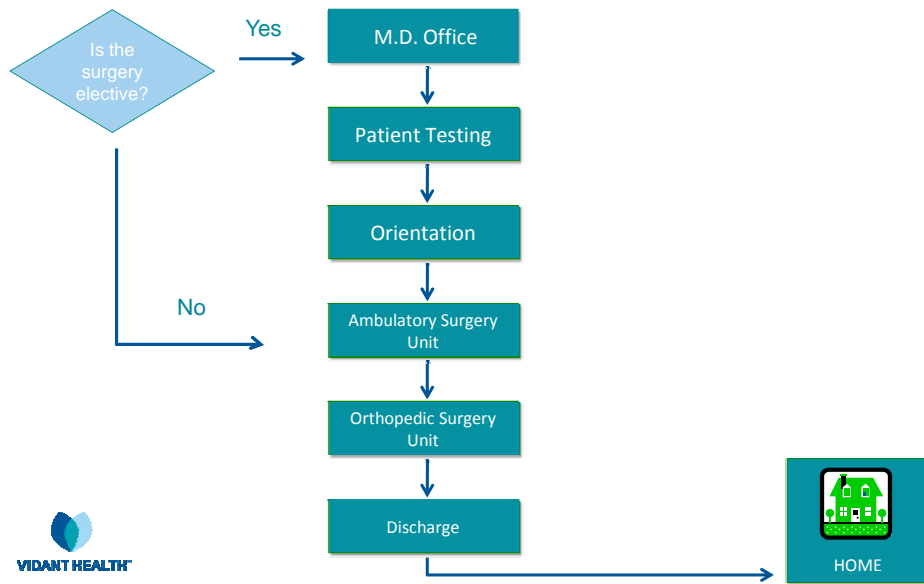 Is the
surgery
elective?
Yes
M.D. Office
Patient Testing
Orientation
No
Ambulatory Surgery
Unit
Orthopedic Surgery
Unit
Discharge
HOME
VIDANT HEALTH™